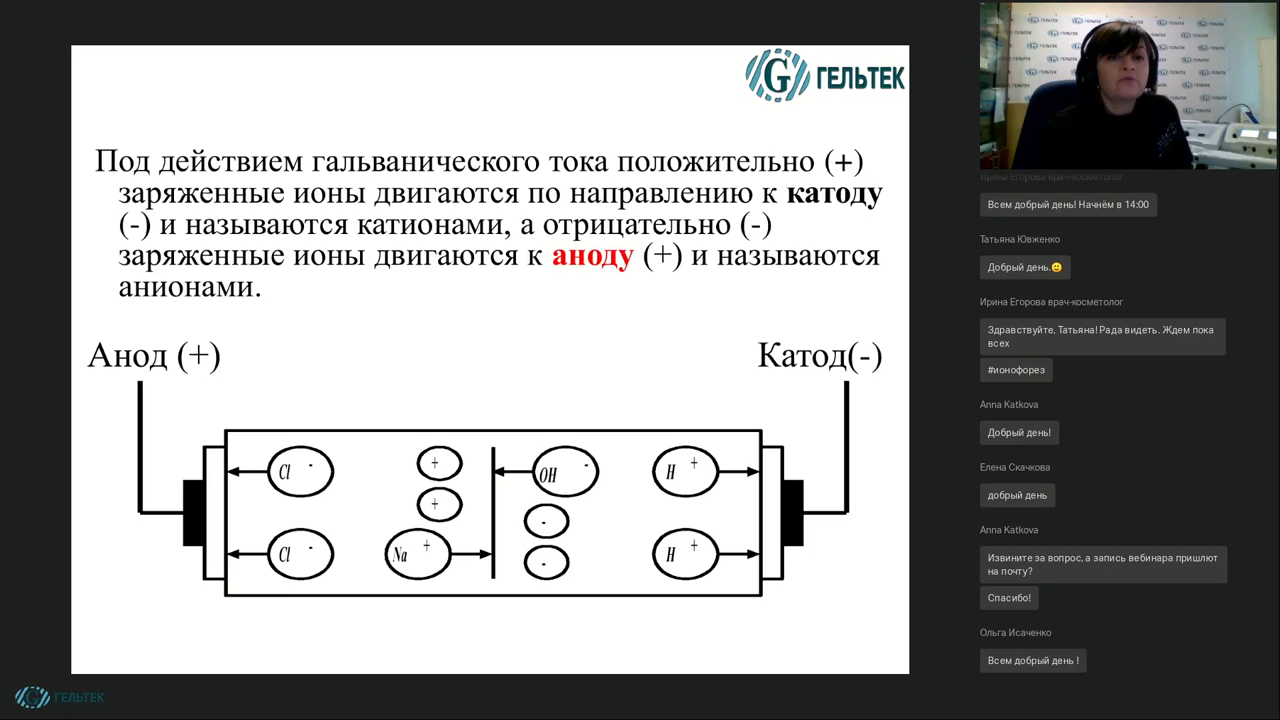 ГЕЛЬТЕК
Под действием гальванического тока положительно (+)
заряженные ионы двигаются по направлению к катоду
(-) и называются катионами, а отрицательно (-)
заряженные ионы двигаются к аноду (+) и называются
анионами.
Анод (+)
Катод(-)
Cl -
+
OH -
H +
+
-
Cl -
Na +
-
H +
ГЕЛЬТЕК
Ирина Егорова врач-косметолог
Всем добрый день! Начнём в 14:00
Татьяна Ювженко
Добрый день.🙂
Ирина Егорова врач-косметолог
Здравствуйте, Татьяна! Рада видеть. Ждем пока
всех
#ионофорез
Anna Katkova
Добрый день!
Елена Скачкова
добрый день
Anna Katkova
Извините за вопрос, а запись вебинара пришлют
на почту?
Спасибо!
Ольга Исаченко
Всем добрый день !